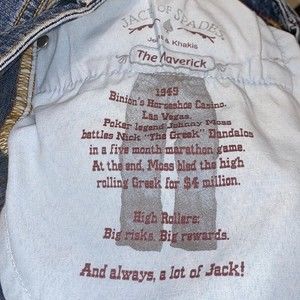 JACK OF SPADES
Jeans & Khakis
The Maverick
1949
Binion's Horseshoe Casino.
Las Vegas.
Poker legend Johnny Moss
battles Nick "The Greek" Dandalos
in a five month marathon game.
At the end, Moss bled the high
rolling Greek for $4 million.
High Rollers:
Big risks. Big rewards.
And always, a lot of Jack!